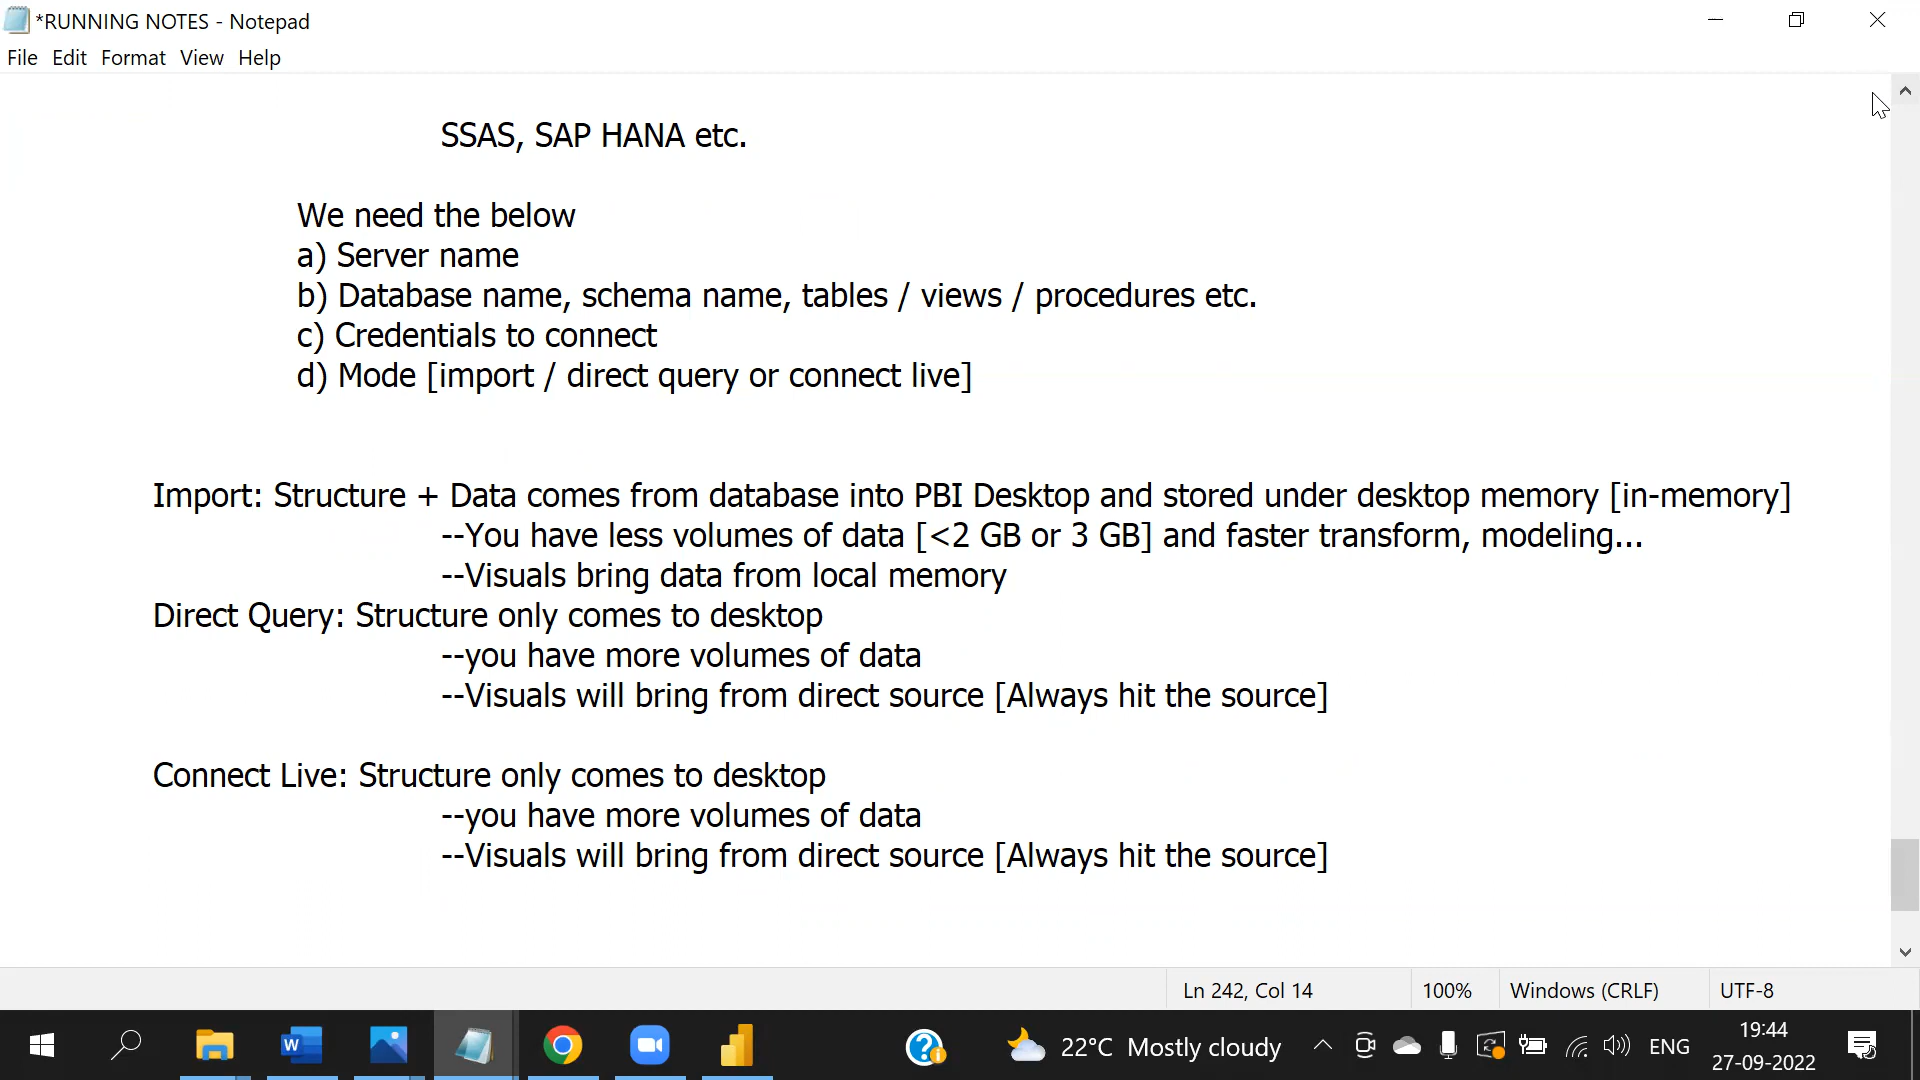 *RUNNING NOTES - Notepad
File Edit Format View Help
SSAS, SAP HANA etc.
We need the below
a) Server name
b) Database name, schema name, tables / views / procedures etc.
c) Credentials to connect
d) Mode [import / direct query or connect live]
Import: Structure + Data comes from database into PBI Desktop and stored under desktop memory [in-memory]
--You have less volumes of data [<2 GB or 3 GB] and faster transform, modeling...
--Visuals bring data from local memory
Direct Query: Structure only comes to desktop
--you have more volumes of data
--Visuals will bring from direct source [Always hit the source]
Connect Live: Structure only comes to desktop
--you have more volumes of data
--Visuals will bring from direct source [Always hit the source]
Ln 242, Col 14 100% Windows (CRLF) UTF-8
W 22°C Mostly cloudy ENG 19:44
27-09-2022